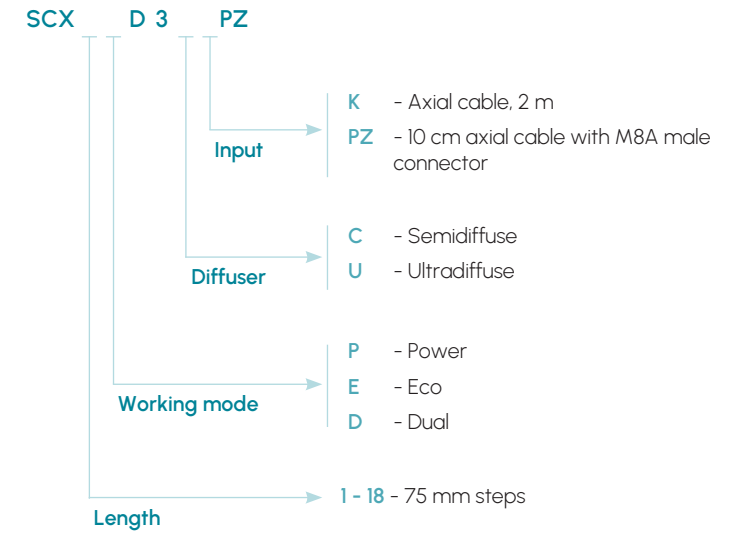 SCX D 3 PZ
K - Axial cable, 2 m
PZ - 10 cm axial cable with M8A male
connector
Input
C - Semidiffuse
U - Ultradiffuse
Diffuser
P - Power
E - Eco
D - Dual
Working mode
1 - 18 - 75 mm steps
Length